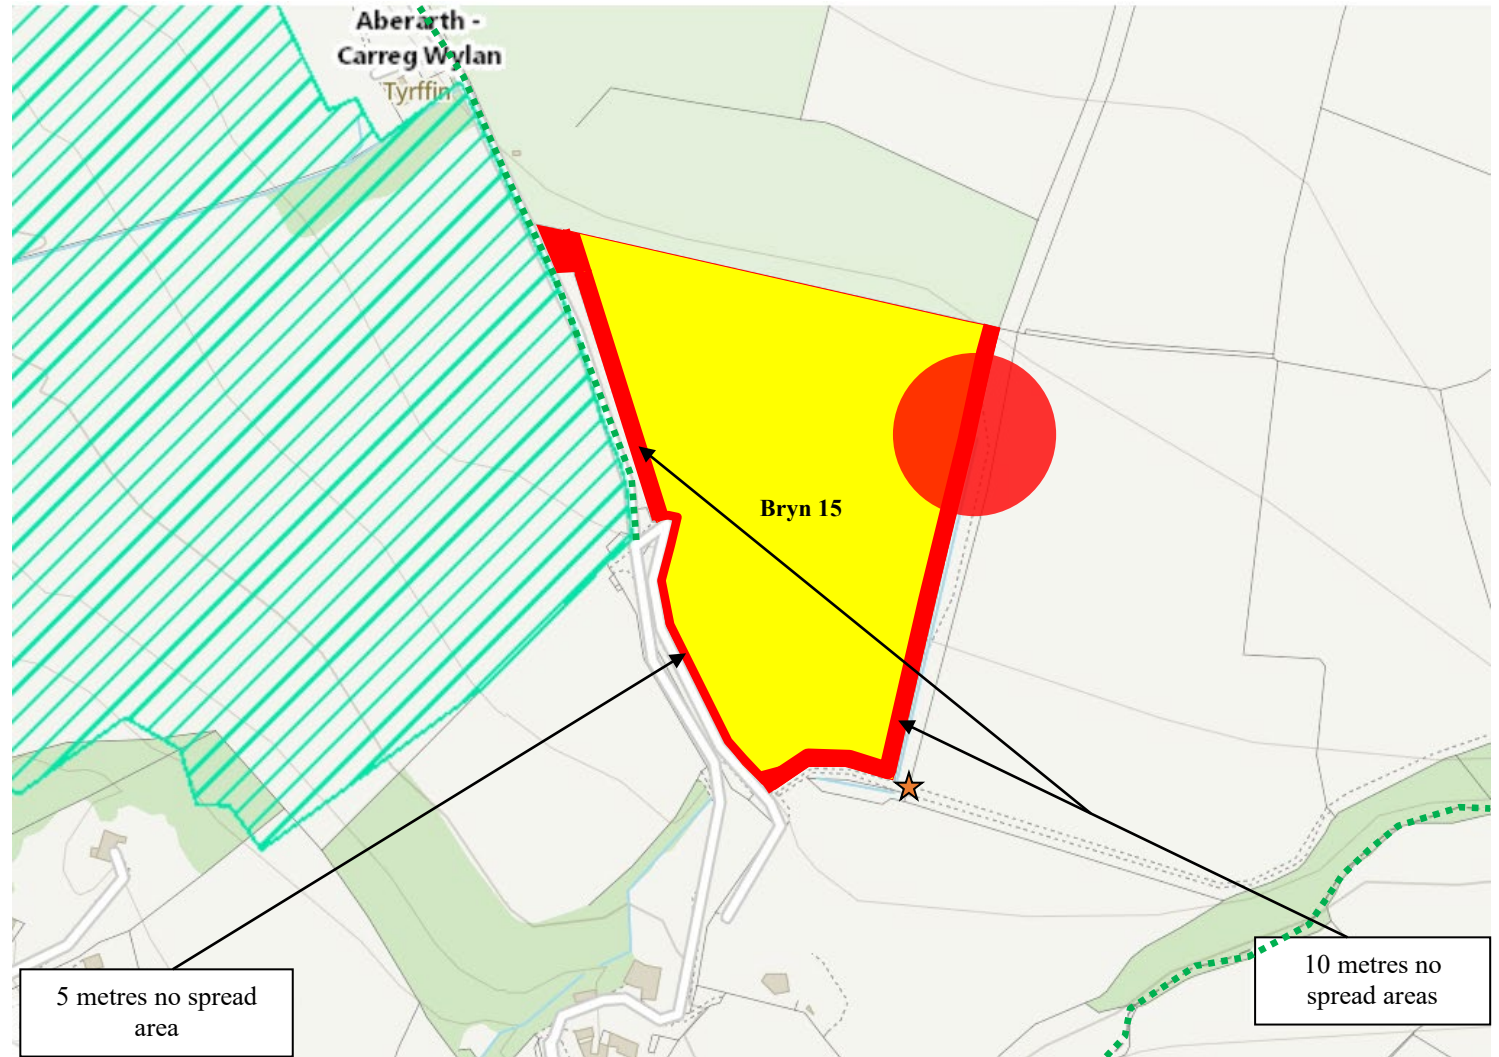 Aberarth -
Carreg Wylan
Tyrffin
Bryn 15
5 metres no spread
area
10 metres no
spread areas